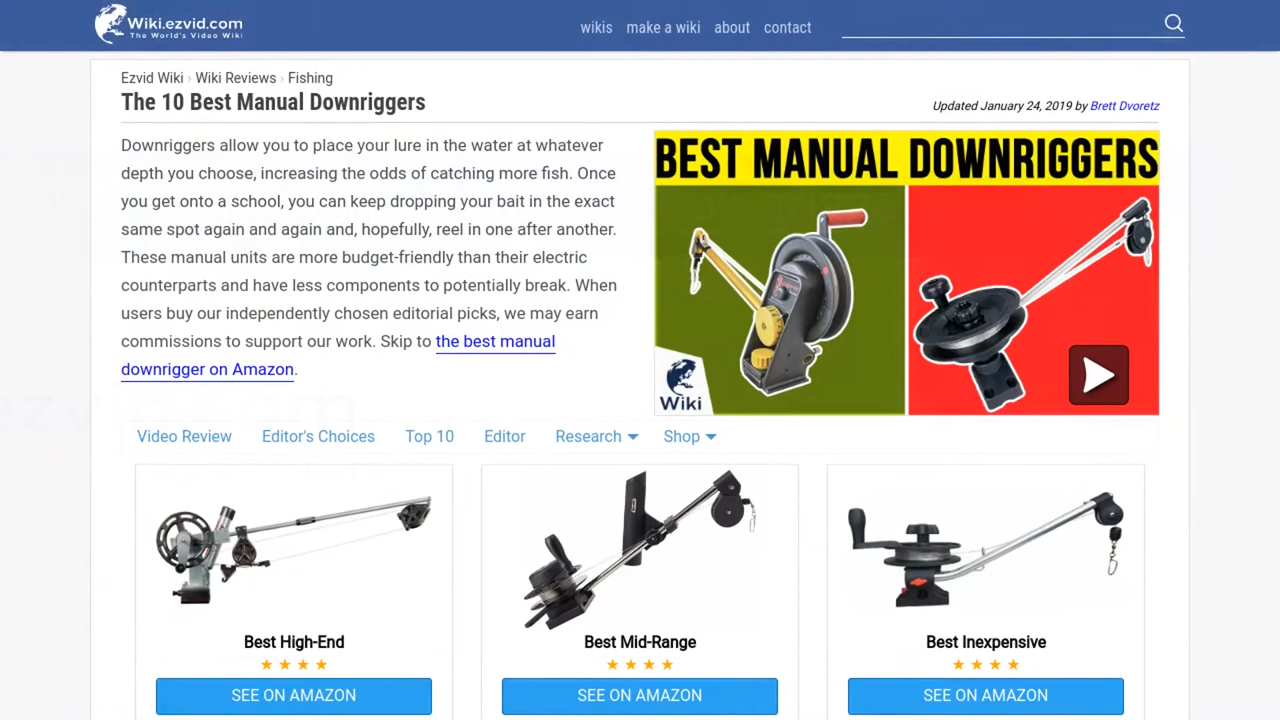 Wiki.ezvid.com
The World's Video Wiki
wikis make a wiki about contact
Ezvid Wiki › Wiki Reviews › Fishing
The 10 Best Manual Downriggers
Updated January 24, 2019 by Brett Dvoretz
Downriggers allow you to place your lure in the water at whatever
depth you choose, increasing the odds of catching more fish. Once
you get onto a school, you can keep dropping your bait in the exact
same spot again and again and, hopefully, reel in one after another.
These manual units are more budget-friendly than their electric
counterparts and have less components to potentially break. When
users buy our independently chosen editorial picks, we may earn
commissions to support our work. Skip to the best manual
downrigger on Amazon.
BEST MANUAL DOWNRIGGERS
Wiki
Video Review Editor's Choices Top 10 Editor Research Shop
Best High-End Best Mid-Range Best Inexpensive
SEE ON AMAZON SEE ON AMAZON SEE ON AMAZON